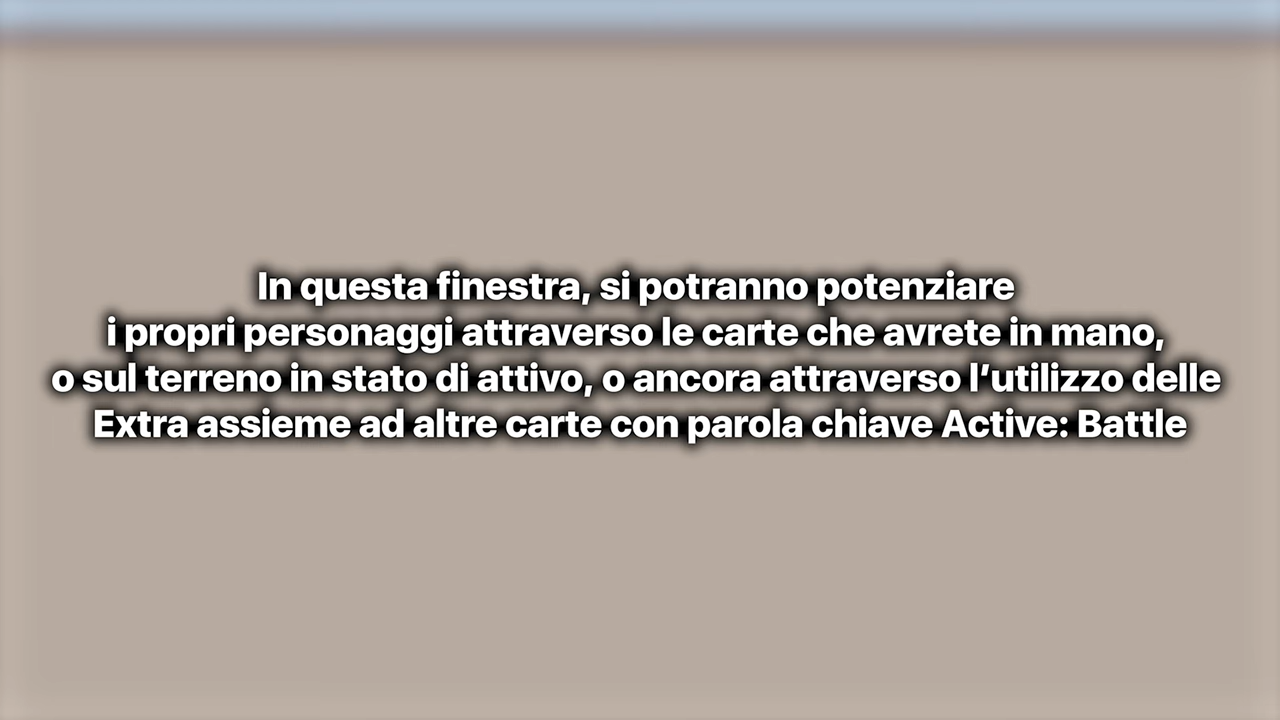 In questa finestra, si potranno potenziare
i propri personaggi attraverso le carte che avrete in mano,
o sul terreno in stato di attivo, o ancora attraverso l’utilizzo delle
Extra assieme ad altre carte con parola chiave Active: Battle